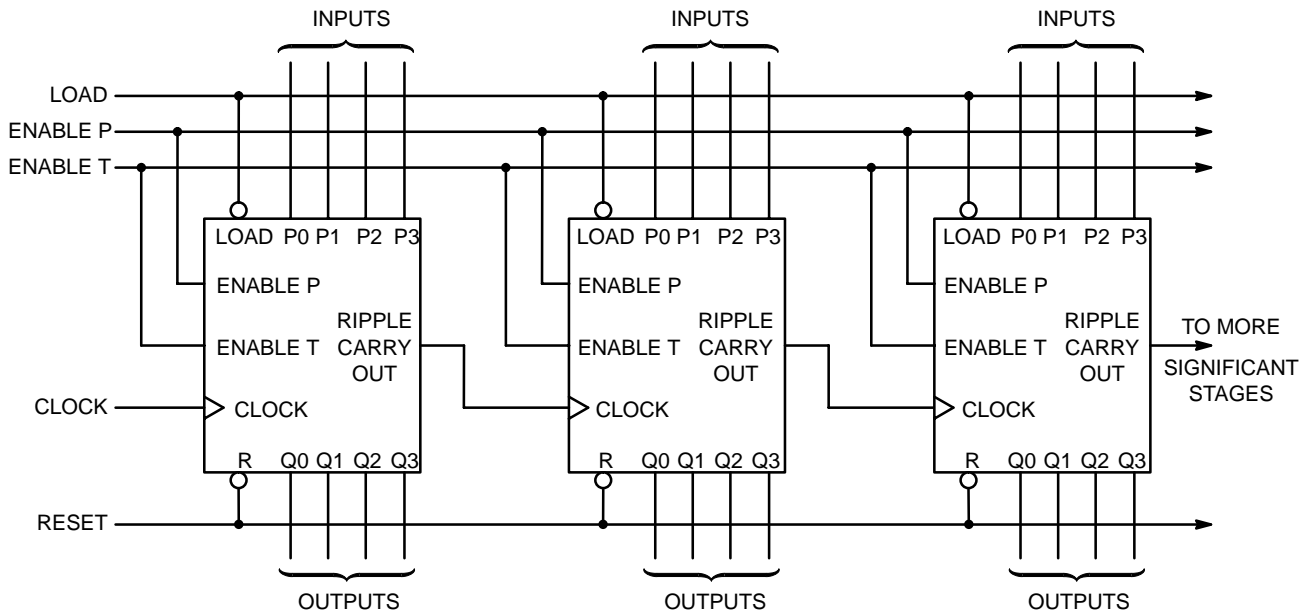 INPUTS INPUTS INPUTS
LOAD
ENABLE P
ENABLE T
LOAD P0 P1 P2 P3 LOAD P0 P1 P2 P3 LOAD P0 P1 P2 P3
ENABLE P ENABLE P ENABLE P
RIPPLE RIPPLE RIPPLE TO MORE
ENABLE T CARRY ENABLE T CARRY ENABLE T CARRY
OUT OUT OUT SIGNIFICANT
STAGES
CLOCK CLOCK CLOCK CLOCK
R Q0 Q1 Q2 Q3 R Q0 Q1 Q2 Q3 R Q0 Q1 Q2 Q3
RESET
OUTPUTS OUTPUTS OUTPUTS